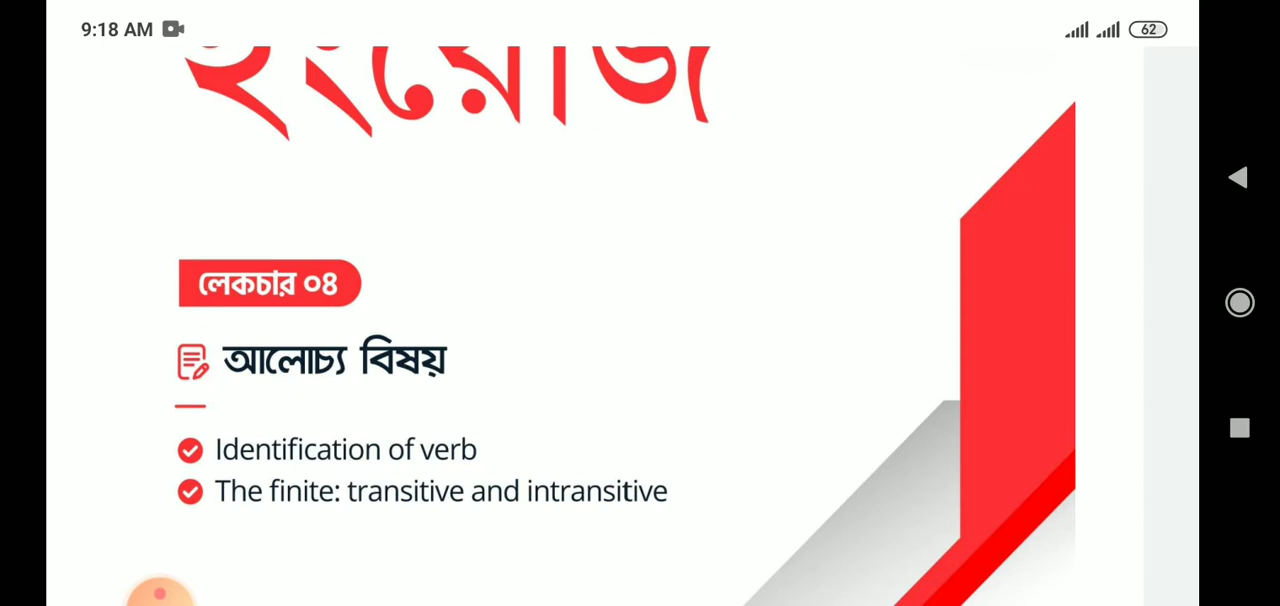 9:18 AM
62
ইংরেজি
লেকচার ০৪
আলোচ্য বিষয়
Identification of verb
The finite: transitive and intransitive